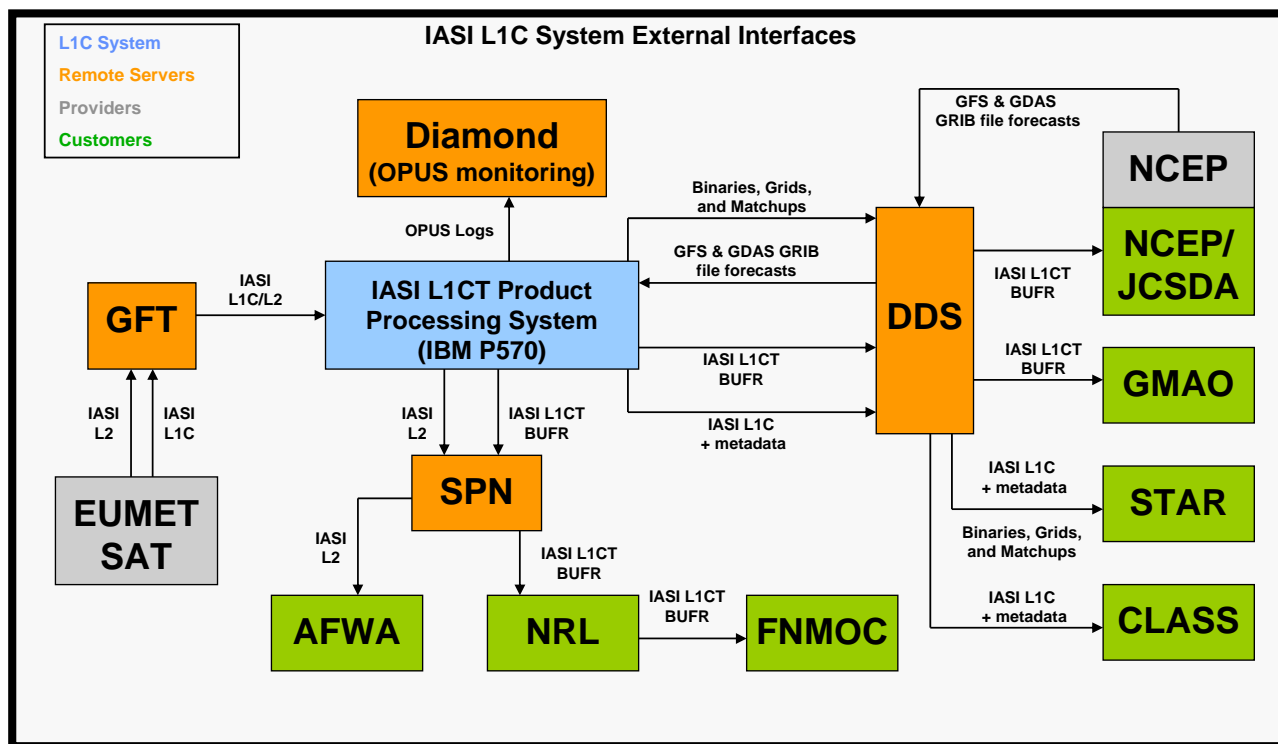 IASI L1C System External Interfaces
L1C System
Remote Servers
Providers
Customers
Diamond
(OPUS monitoring)
OPUS Logs
GFS & GDAS
GRIB file forecasts
NCEP
NCEP/
JCSDA
Binaries, Grids,
and Matchups
GFS & GDAS GRIB
file forecasts
DDS
IASI L1CT
BUFR
IASI
L1C/L2
GFT
IASI L1CT Product
Processing System
(IBM P570)
IASI L1CT
BUFR
IASI L1CT
BUFR
GMAO
IASI
L2
IASI
L1C
IASI
L2
IASI L1CT
BUFR
IASI L1C
+ metadata
EUMET
SAT
SPN
IASI L1C
+ metadata
STAR
Binaries, Grids,
and Matchups
IASI
L2
IASI L1CT
BUFR
AFWA
NRL
IASI L1CT
BUFR
FNMOC
IASI L1C
+ metadata
CLASS